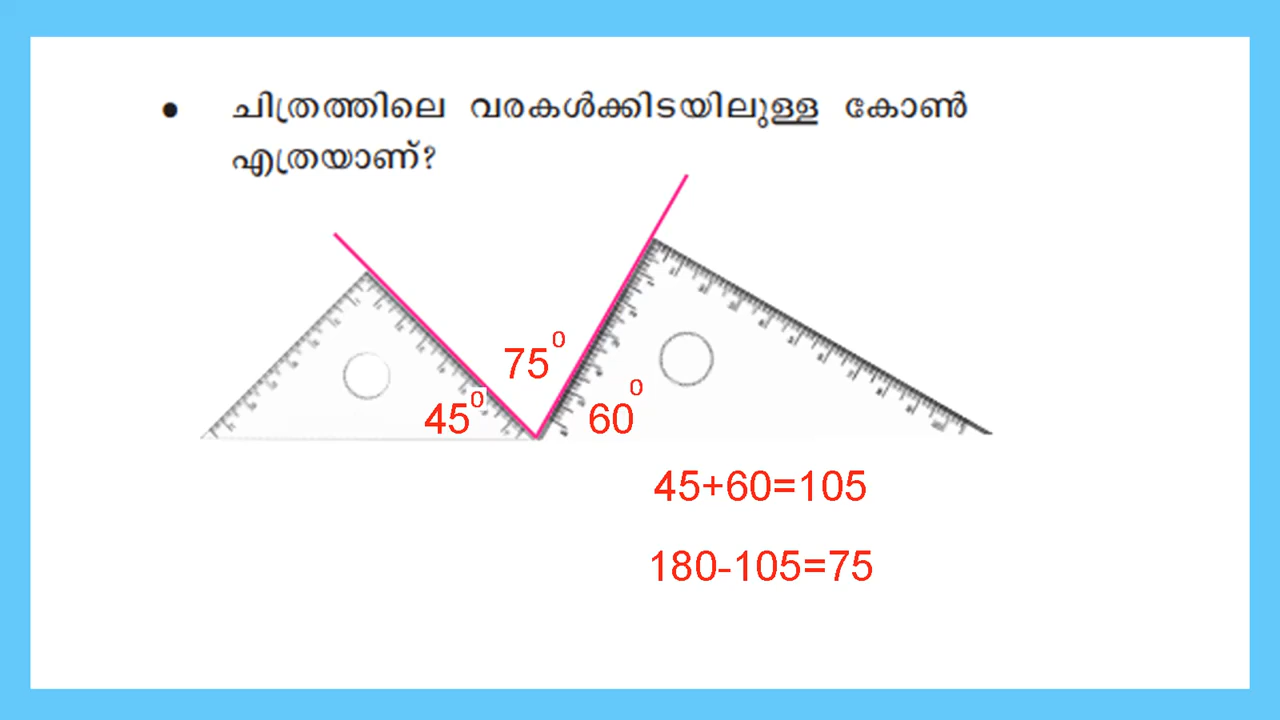 • ചിത്രത്തിലെ വരകൾക്കിടയിലുള്ള കോൺ
എത്രയാണ്?
75⁰
45⁰
60⁰
45+60=105
180-105=75